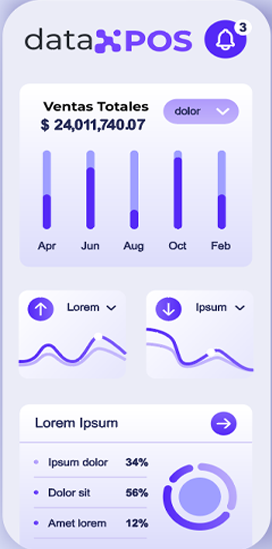 dataXPOS
3
Ventas Totales
dolor
$ 24,011,740.07
Apr Jun Aug Oct Feb
Lorem Ipsum
Lorem Ipsum
Ipsum dolor 34%
Dolor sit 56%
Amet lorem 12%